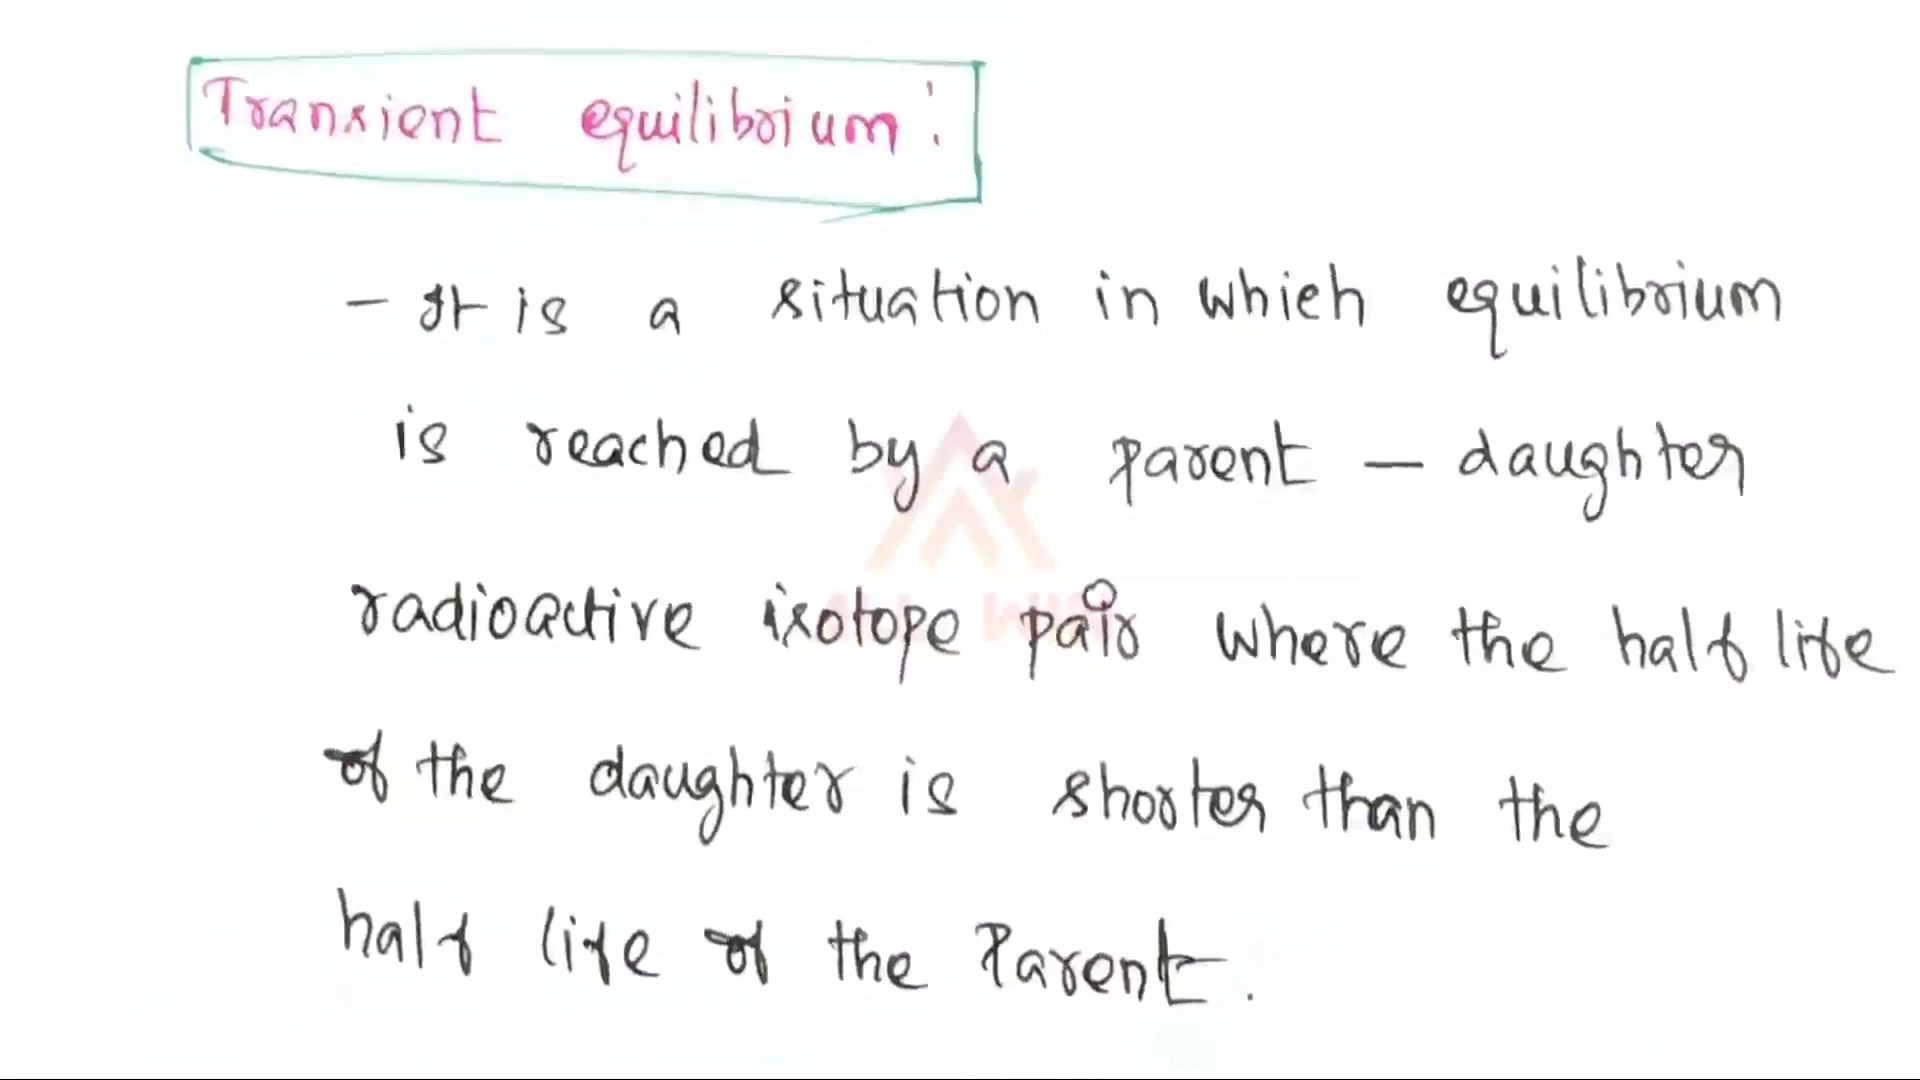 Transient equilibrium:
- It is a situation in which equilibrium
is reached by a parent - daughter
radioactive isotope pair where the half life
of the daughter is shorter than the
half life of the Parent.